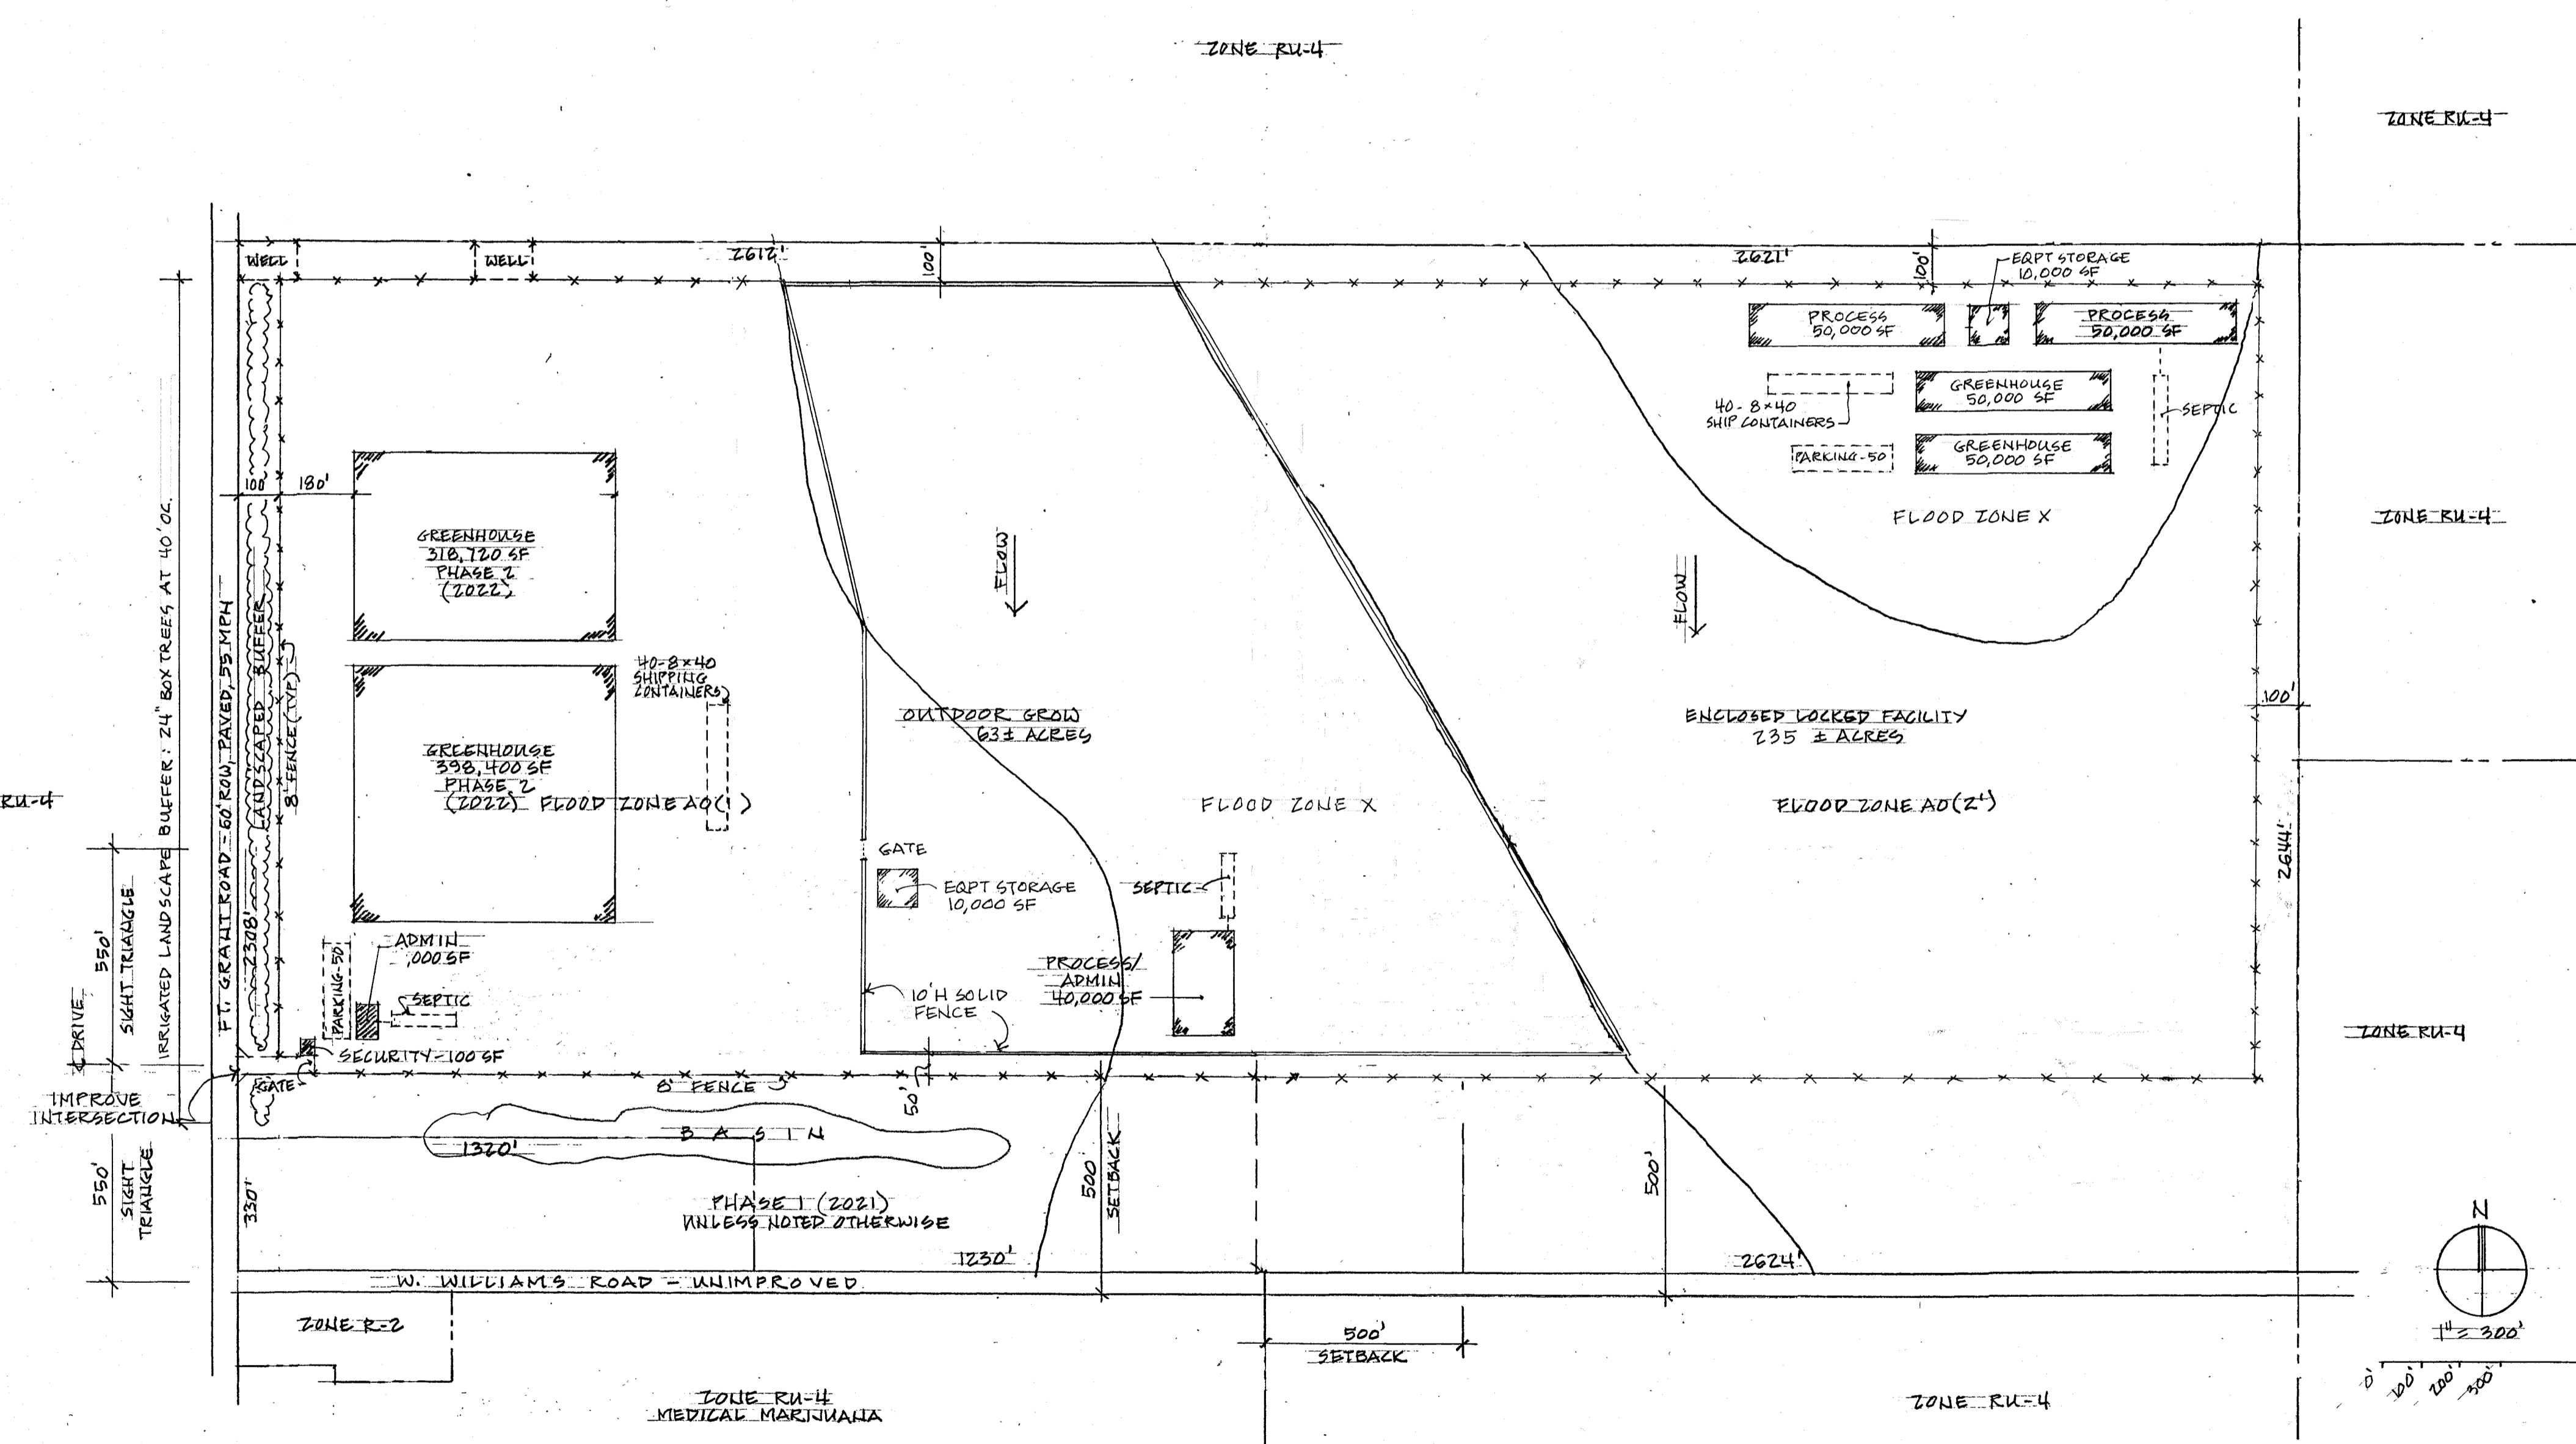 ZONE RU-4
ZONE RU-4
WELL
WELL
2612'
100'
2621'
100'
EQPT STORAGE
10,000 SF
PROCESS
50,000 SF
PROCESS
50,000 SF
GREENHOUSE
50,000 SF
40-8×40
SHIP CONTAINERS
SEPTIC
PARKING-50
GREENHOUSE
50,000 SF
100'
180'
FLOOD ZONE X
ZONE RU-4
GREENHOUSE
318,720 SF
PHASE 2
(2022)
FLOW
FLOW
IRRIGATED LANDSCAPE BUFFER: 24" BOX TREES AT 40' OC.
FT. GRANT ROAD = 60' ROW, PAVED, 55 MPH
LANDSCAPED BUFFER
8' FENCE (TYP.)
2308'
40-8×40
SHIPPING
CONTAINERS
OUTDOOR GROW
63± ACRES
ENCLOSED LOCKED FACILITY
235 ± ACRES
100'
GREENHOUSE
398,400 SF
PHASE 2
(2022)
FLOOD ZONE AO(1')
FLOOD ZONE X
FLOOD ZONE AO(2')
RU-4
2644'
GATE
EQPT STORAGE
10,000 SF
SEPTIC
ADMIN
,000 SF
PARKING-50
SEPTIC
PROCESS/
ADMIN
40,000 SF
10'H SOLID
FENCE
SECURITY-100 SF
GATE
8' FENCE
50'
ZONE RU-4
550'
SIGHT TRIANGLE
℄ DRIVE
IMPROVE
INTERSECTION
550'
SIGHT
TRIANGLE
330'
BASIN
1320'
PHASE 1 (2021)
UNLESS NOTED OTHERWISE
500'
SETBACK
500'
1230'
2624'
W. WILLIAMS ROAD - UNIMPROVED
ZONE R-2
500'
SETBACK
ZONE RU-4
MEDICAL MARIJUANA
ZONE RU-4
N
1" = 300'
0'
100'
200'
300'